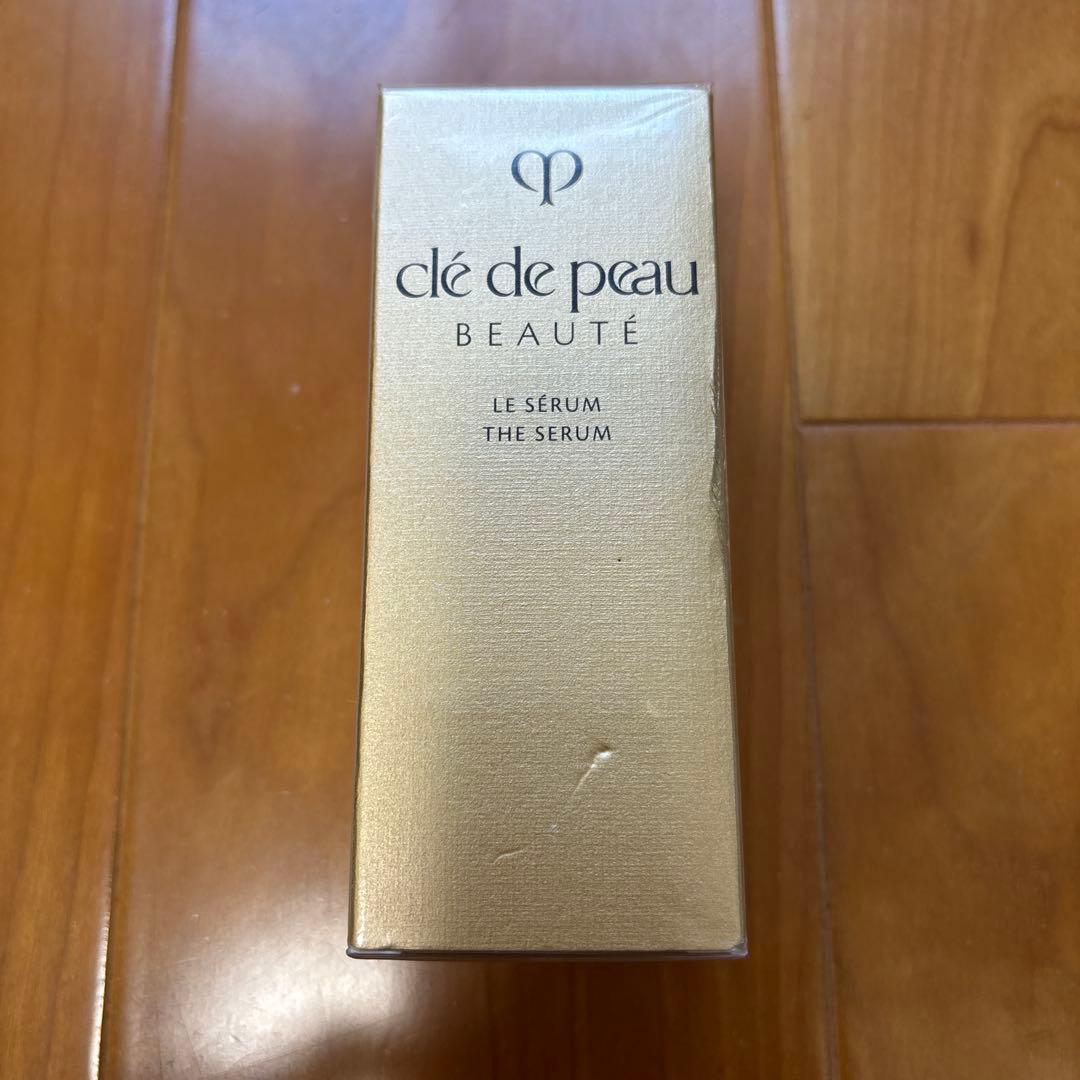 clé de peau
BEAUTÉ
LE SÉRUM
THE SERUM